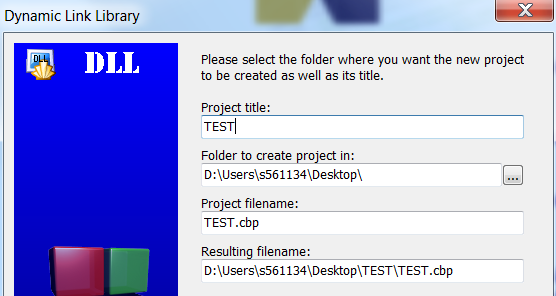 Dynamic Link Library
DLL
DLL
Please select the folder where you want the new project
to be created as well as its title.
Project title:
TEST
Folder to create project in:
D:\Users\s561134\Desktop\
...
Project filename:
TEST.cbp
Resulting filename:
D:\Users\s561134\Desktop\TEST\TEST.cbp